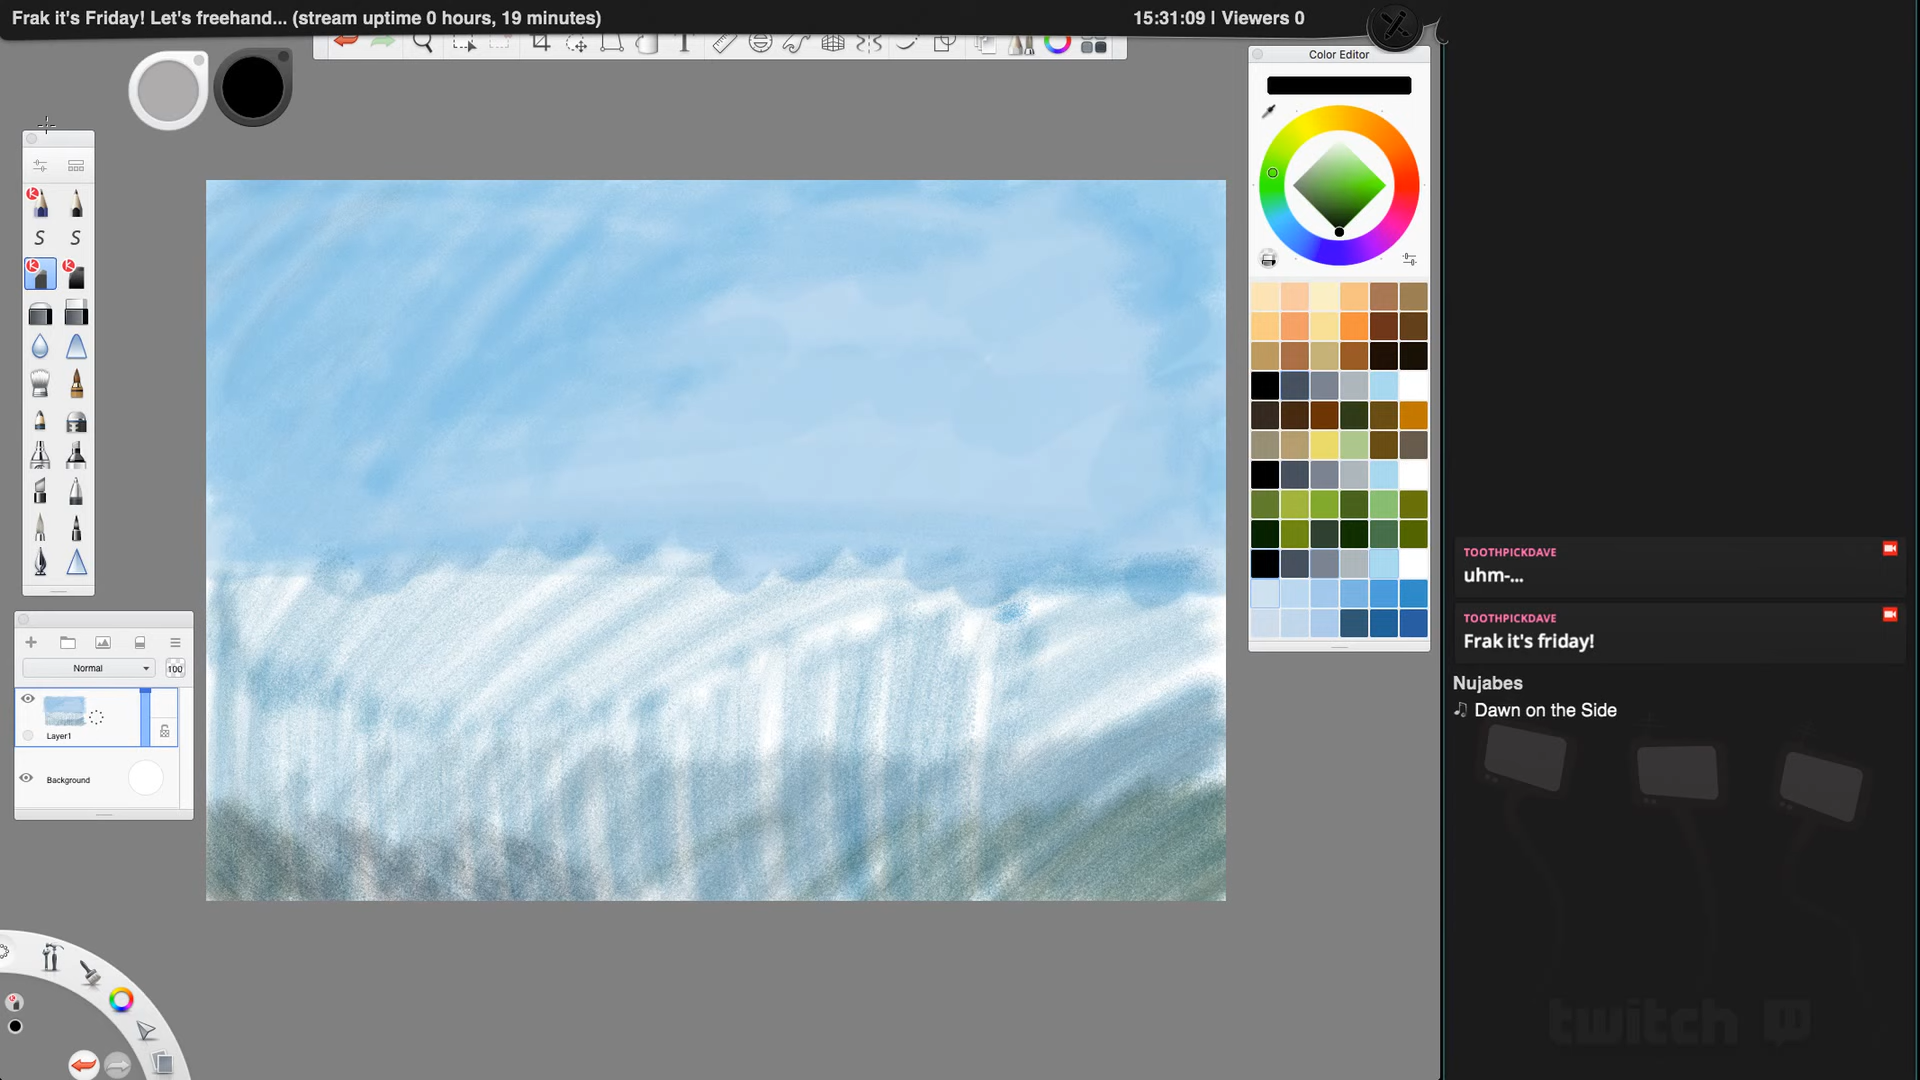 Frak it's Friday! Let's freehand... (stream uptime 0 hours, 19 minutes)
15:31:09 | Viewers 0
Color Editor
Normal
100
Layer1
Background
TOOTHPICKDAVE
uhm-...
TOOTHPICKDAVE
Frak it's friday!
Nujabes
♫ Dawn on the Side
twitch